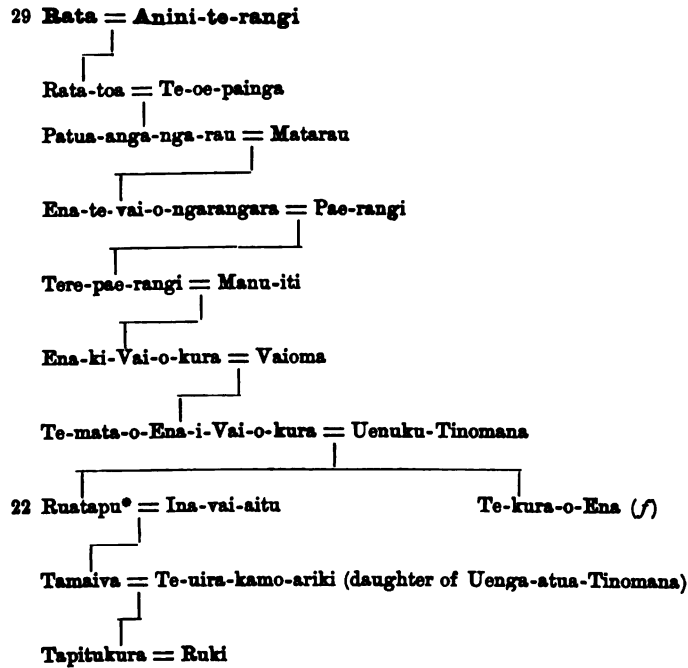 29 Rata = Anini-te-rangi
Rata-toa = Te-oe-painga
Patua-anga-nga-rau = Matarau
Ena-te-vai-o-ngarangara = Pae-rangi
Tere-pae-rangi = Manu-iti
Ena-ki-Vai-o-kura = Vaioma
Te-mata-o-Ena-i-Vai-o-kura = Uenuku-Tinomana
22 Ruatapu* = Ina-vai-aitu Te-kura-o-Ena (f)
Tamaiva = Te-uira-kamo-ariki (daughter of Uenga-atua-Tinomana)
Tapitukura = Ruki